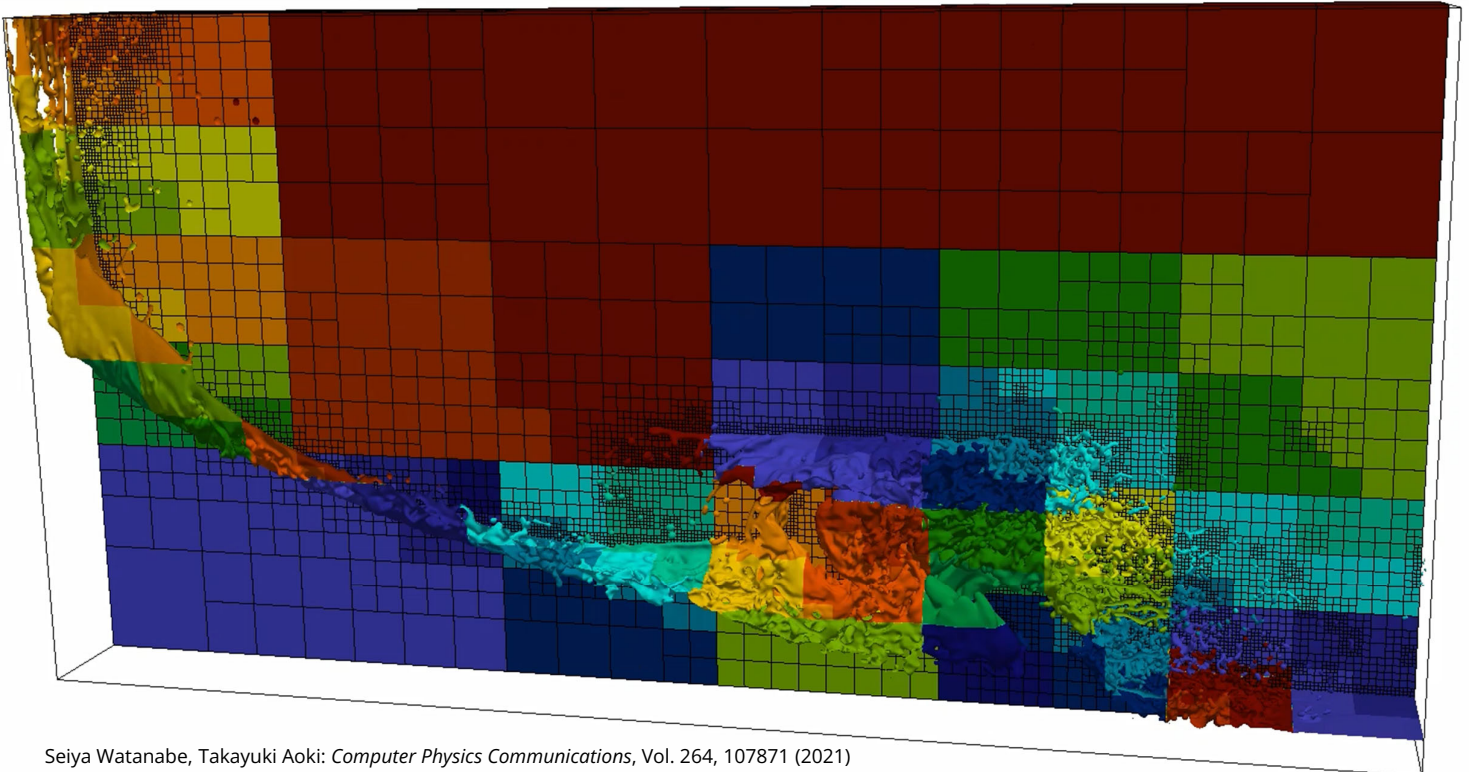 Seiya Watanabe, Takayuki Aoki: Computer Physics Communications, Vol. 264, 107871 (2021)